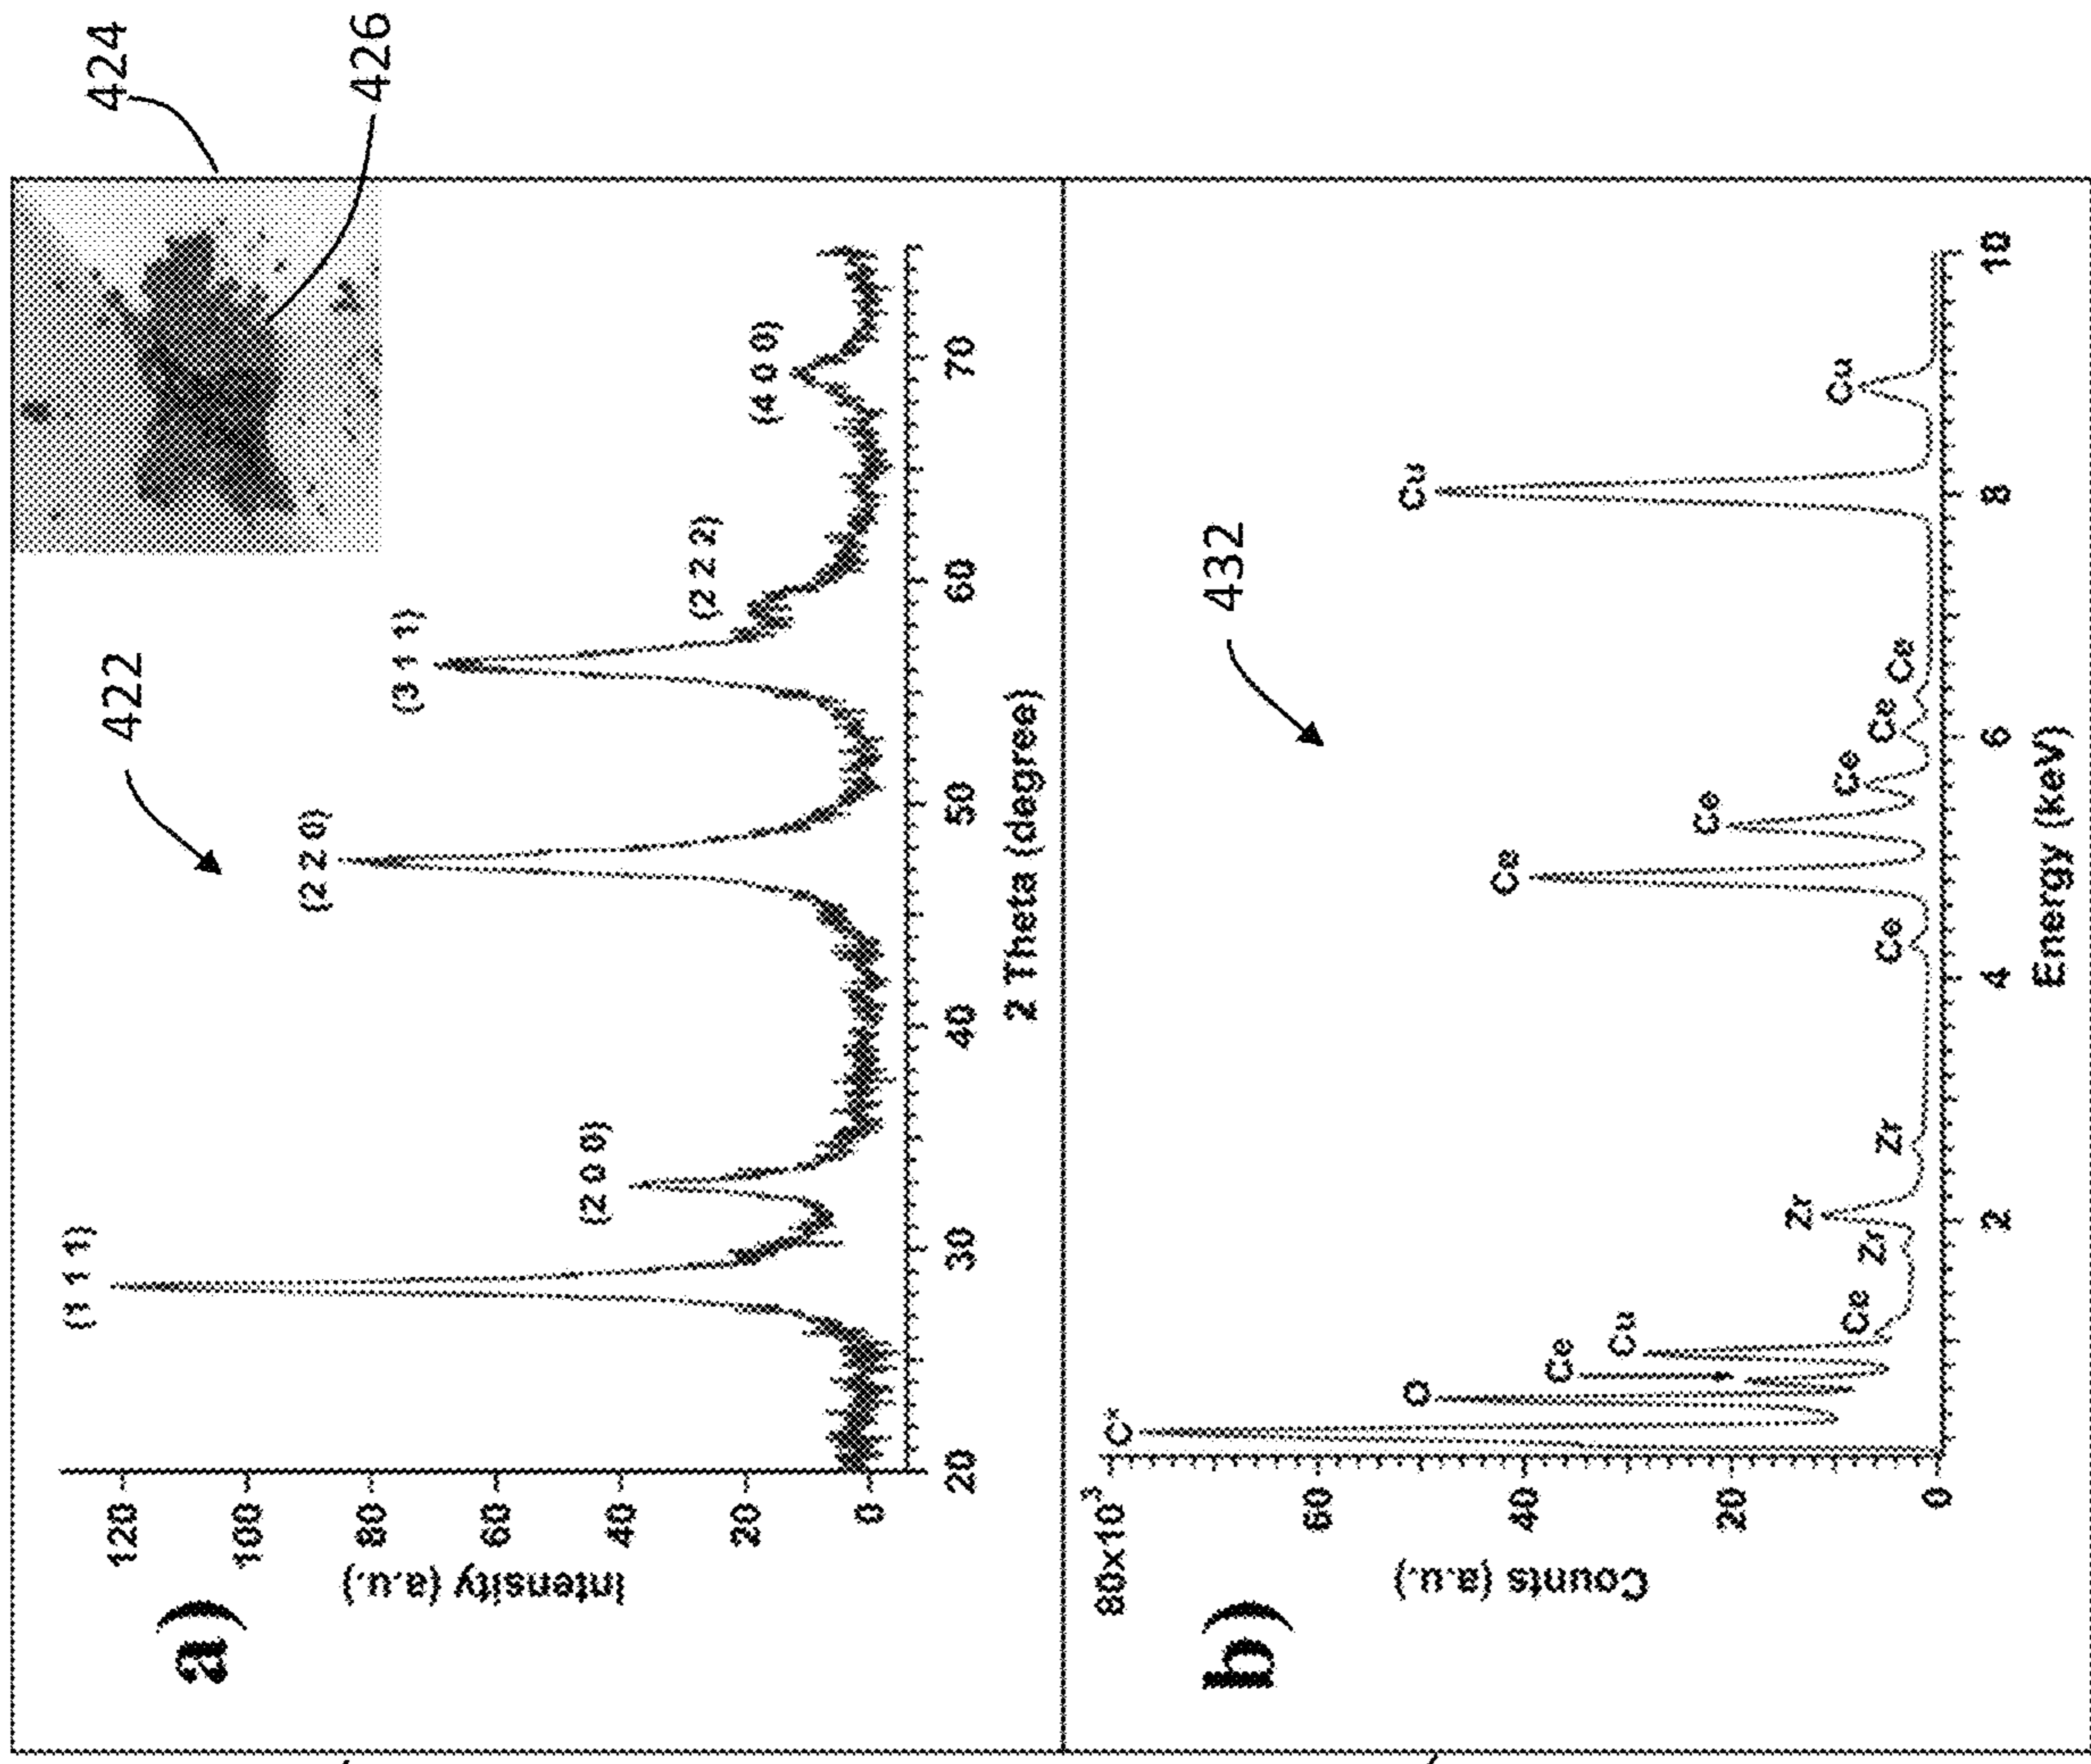 424
426
a)
422
(1 1 1)
(2 0 0)
(2 2 0)
(3 1 1)
(2 2 2)
(4 0 0)
Intensity (a.u.)
120
100
80
60
40
20
0
20
30
40
50
60
70
2 Theta (degree)
b)
432
C*
O
Ce
Cu
Ce
Zr
Zr
Zr
Ce
Ce
Ce
Ce
Ce
Ce
Cu
Cu
Counts (a.u.)
80x10³
60
40
20
0
2
4
6
8
10
Energy (keV)